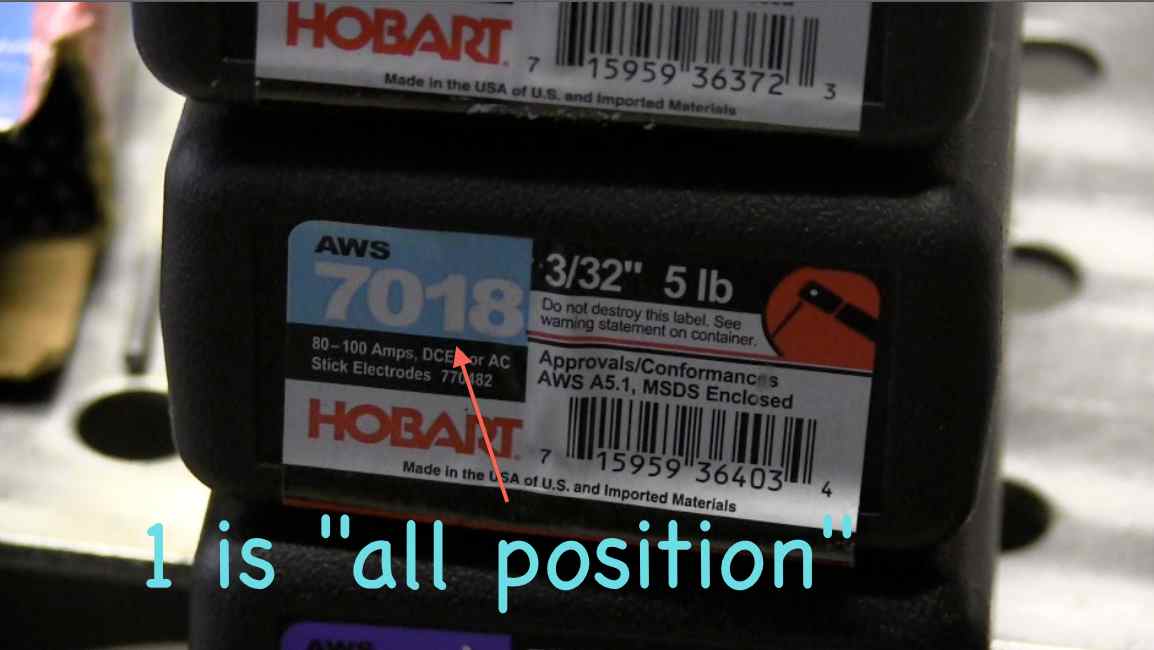 HOBART
7 15959 36372 3
Made in the USA of U.S. and Imported Materials
AWS
7018
3/32" 5 lb
Do not destroy this label. See
warning statement on container.
80-100 Amps, or AC
Stick Electrodes 770482
Approvals/Conformances
AWS A5.1, MSDS Enclosed
HOBART
7 15959 36403 4
Made in the USA of U.S. and Imported Materials
1 is "all position"
AWS